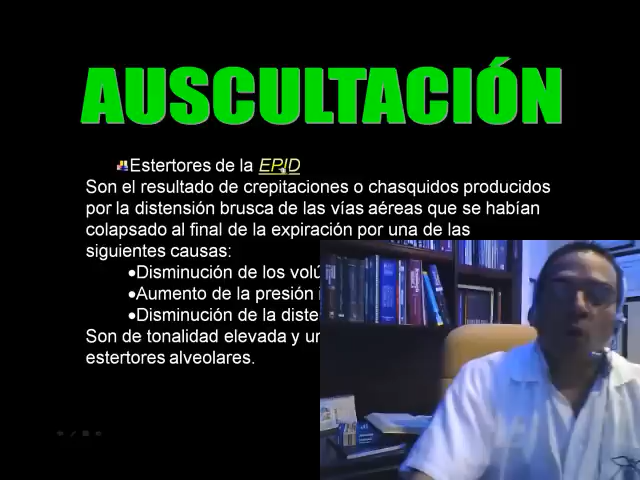 AUSCULTACIÓN
Estertores de la EPID
Son el resultado de crepitaciones o chasquidos producidos
por la distensión brusca de las vías aéreas que se habían
colapsado al final de la expiración por una de las
siguientes causas:
•Disminución de los
•Aumento de la presión
•Disminución de la
Son de tonalidad elevada y
estertores alveolares.